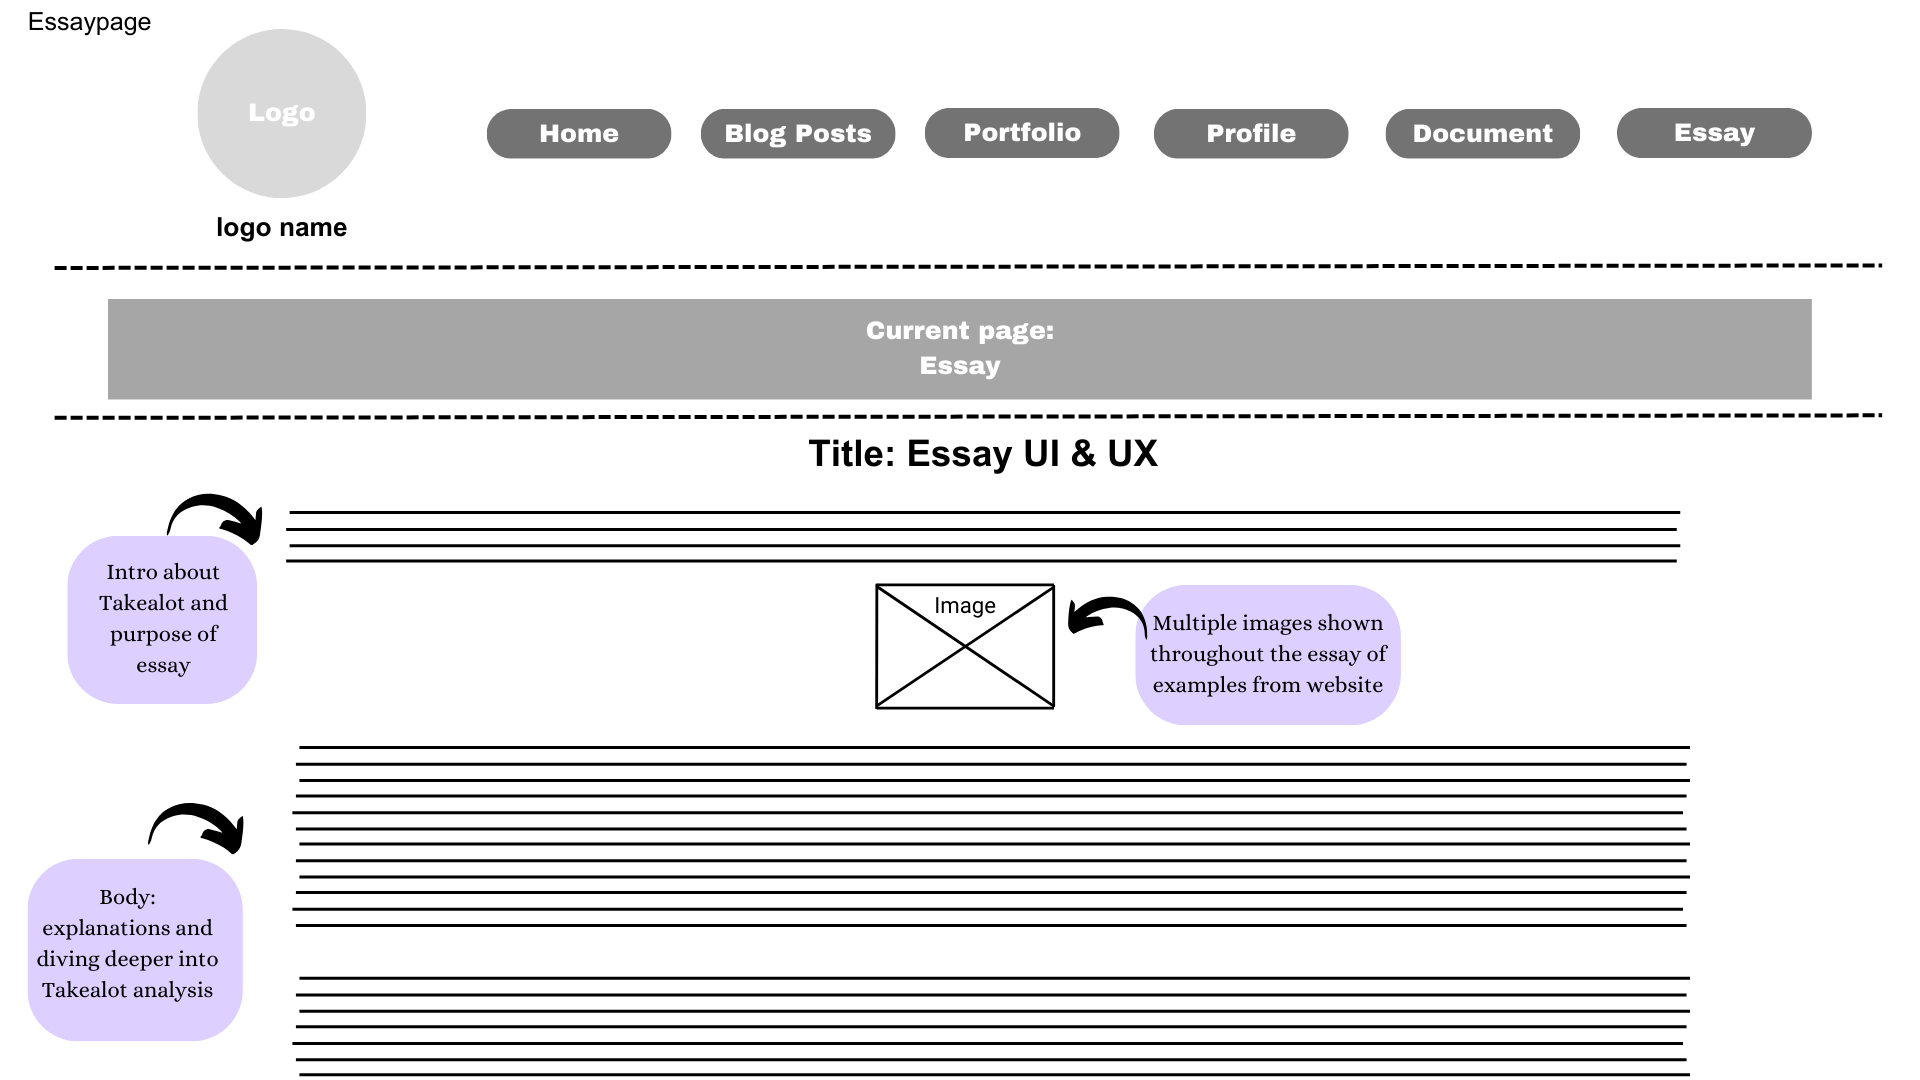 Essaypage
Logo
logo name
Home
Blog Posts
Portfolio
Profile
Document
Essay
Current page:
Essay
Title: Essay UI & UX
Intro about
Takealot and
purpose of
essay
Image
Multiple images shown
throughout the essay of
examples from website
Body:
explanations and
diving deeper into
Takealot analysis